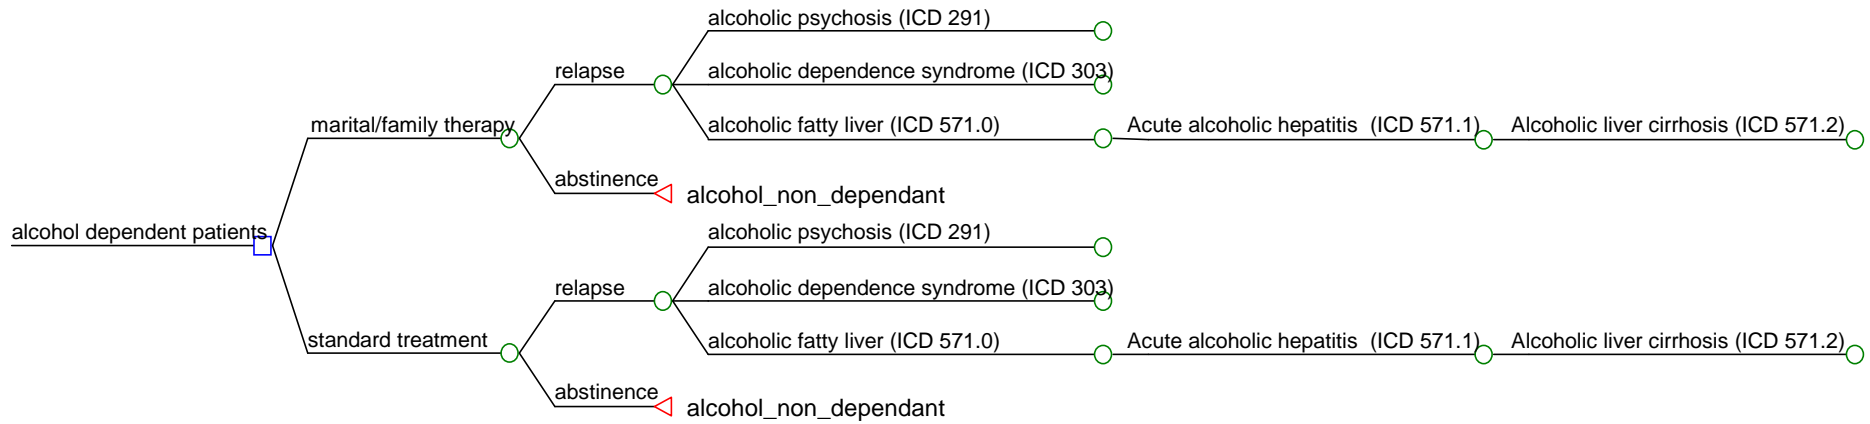 alcoholic psychosis (ICD 291)
relapse
alcoholic dependence syndrome (ICD 303)
marital/family therapy
alcoholic fatty liver (ICD 571.0)
Acute alcoholic hepatitis  (ICD 571.1)
Alcoholic liver cirrhosis (ICD 571.2)
abstinence
alcohol_non_dependant
alcohol dependent patients
alcoholic psychosis (ICD 291)
relapse
alcoholic dependence syndrome (ICD 303)
standard treatment
alcoholic fatty liver (ICD 571.0)
Acute alcoholic hepatitis  (ICD 571.1)
Alcoholic liver cirrhosis (ICD 571.2)
abstinence
alcohol_non_dependant